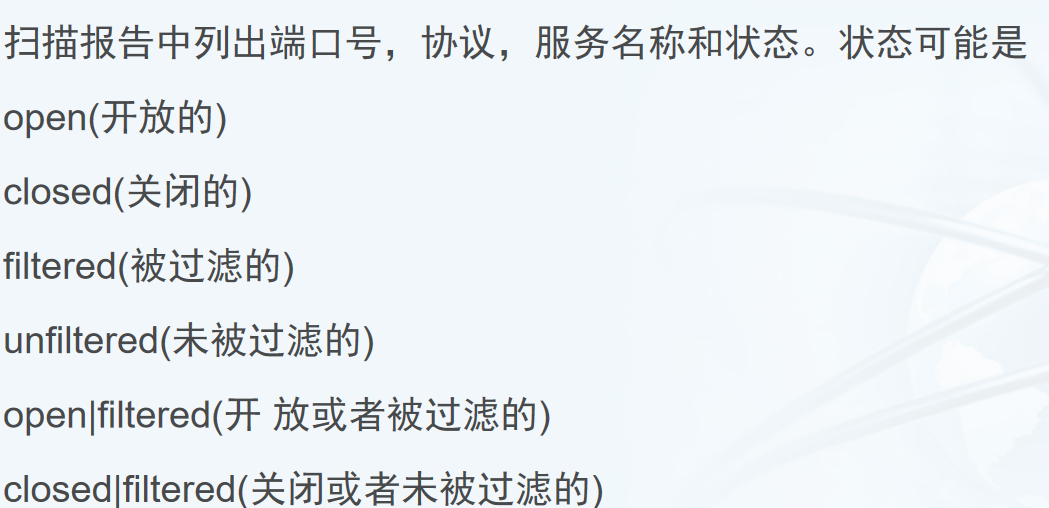 扫描报告中列出端口号，协议，服务名称和状态。状态可能是
open(开放的)
closed(关闭的)
filtered(被过滤的)
unfiltered(未被过滤的)
open|filtered(开 放或者被过滤的)
closed|filtered(关闭或者未被过滤的)